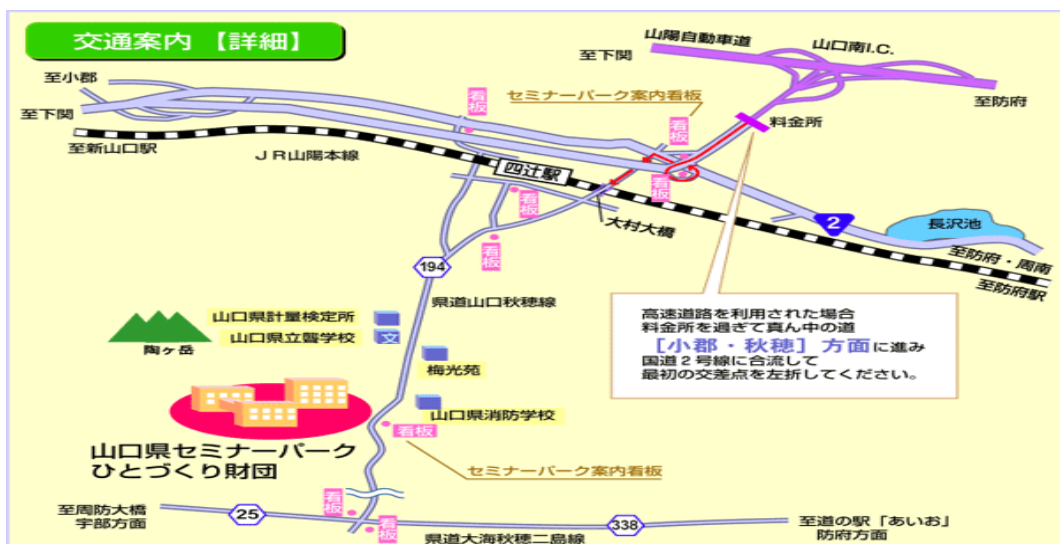 交通案内 【詳細】
山陽自動車道
山口南I.C.
至下関
至防府
至小郡
至下関
セミナーパーク案内看板
看板
看板
料金所
至新山口駅
JR山陽本線
四辻駅
看板
看板
大村大橋
2
長沢池
至防府・周南
至防府駅
看板
194
県道山口秋穂線
高速道路を利用された場合
料金所を過ぎて真ん中の道
［小郡・秋穂］方面に進み
国道2号線に合流して
最初の交差点を左折してください。
山口県計量検定所
山口県立聾学校
文
陶ヶ岳
梅光苑
山口県消防学校
看板
山口県セミナーパーク
ひとづくり財団
セミナーパーク案内看板
看板
至周防大橋
宇部方面
25
看板
338
県道大海秋穂二島線
至道の駅「あいお」
防府方面